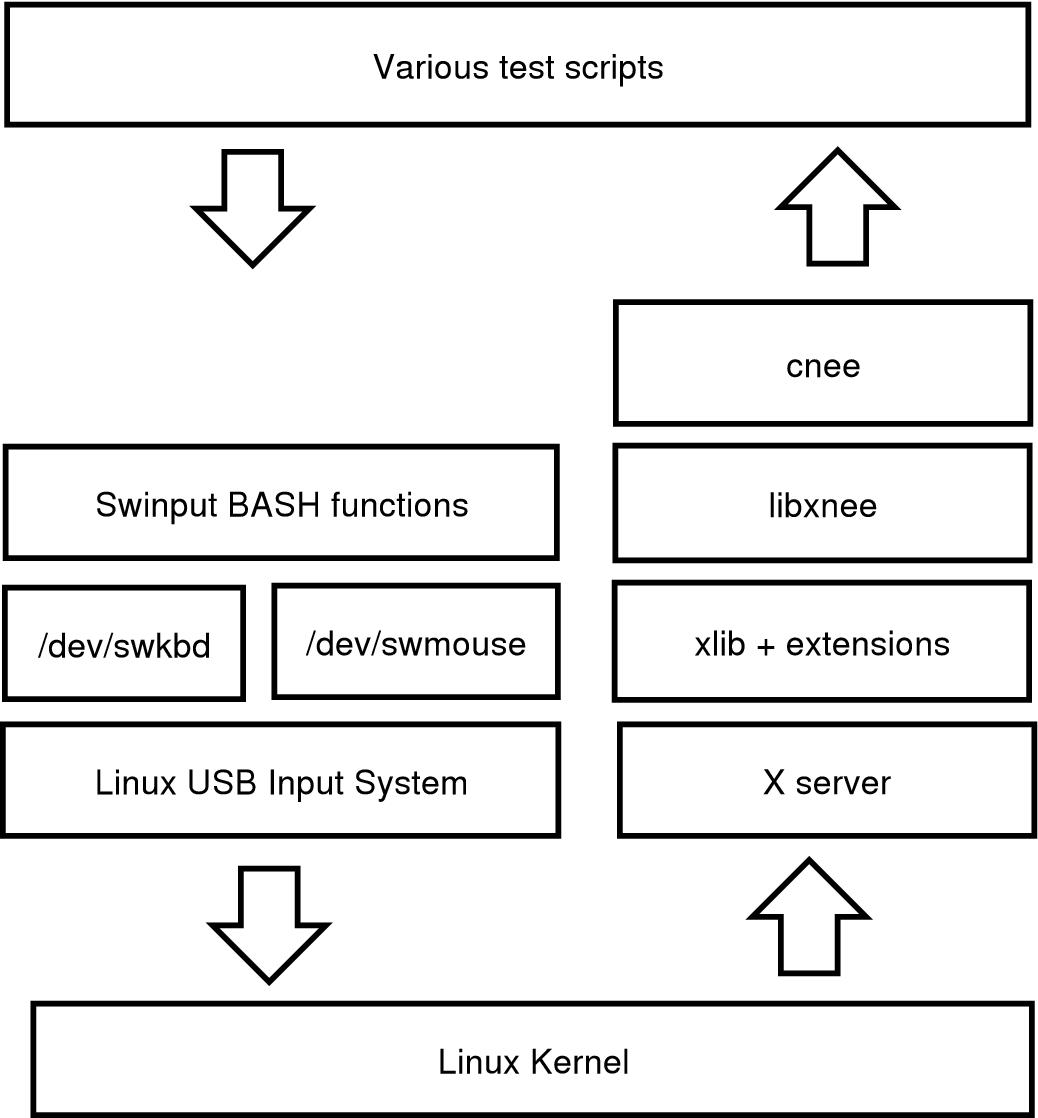 Various test scripts
cnee
Swinput BASH functions
libxnee
/dev/swkbd
/dev/swmouse
xlib + extensions
Linux USB Input System
X server
Linux Kernel